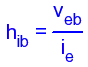 h_ib = v_eb / i_e